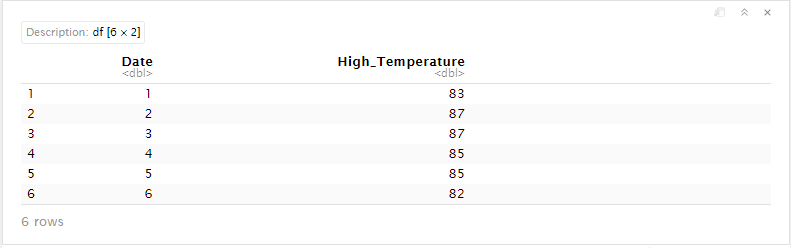 Description: df [6 × 2]
Date High_Temperature
<dbl> <dbl>
1 1 83
2 2 87
3 3 87
4 4 85
5 5 85
6 6 82
6 rows